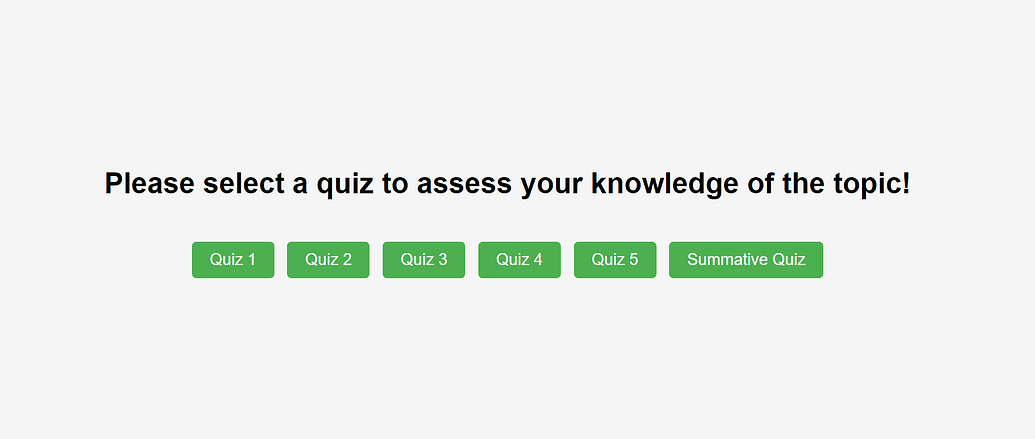 Please select a quiz to assess your knowledge of the topic!
Quiz 1 Quiz 2 Quiz 3 Quiz 4 Quiz 5 Summative Quiz